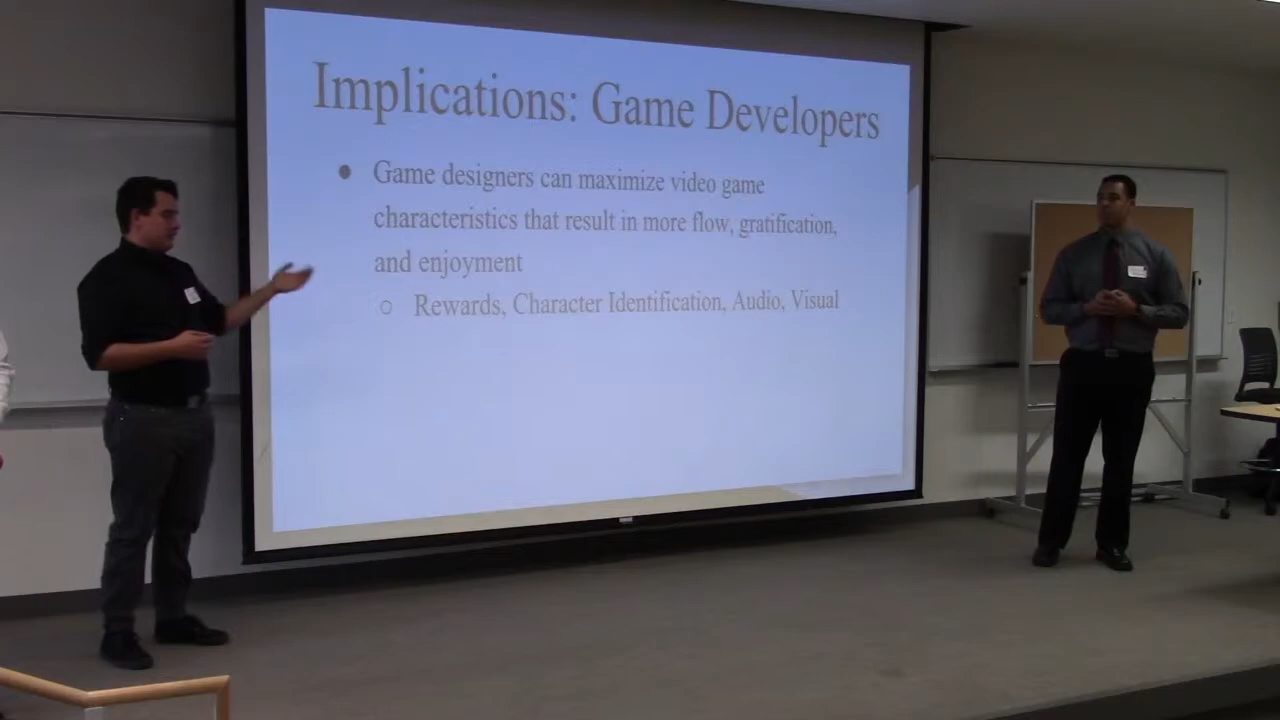 Implications: Game Developers
● Game designers can maximize video game
characteristics that result in more flow, gratification,
and enjoyment
○ Rewards, Character Identification, Audio, Visual